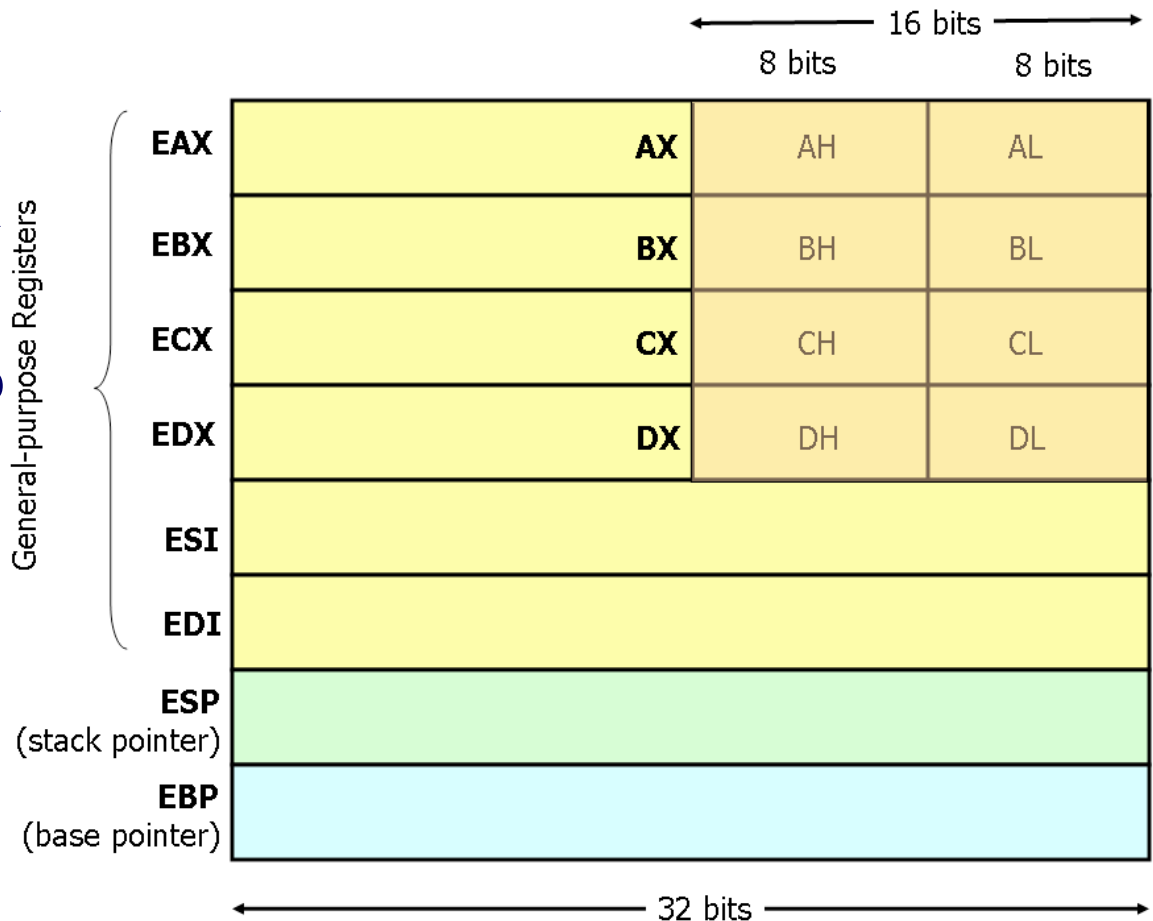 16 bits
8 bits 8 bits
General-purpose Registers
EAX AX AH AL
EBX BX BH BL
ECX CX CH CL
EDX DX DH DL
ESI
EDI
ESP
(stack pointer)
EBP
(base pointer)
32 bits